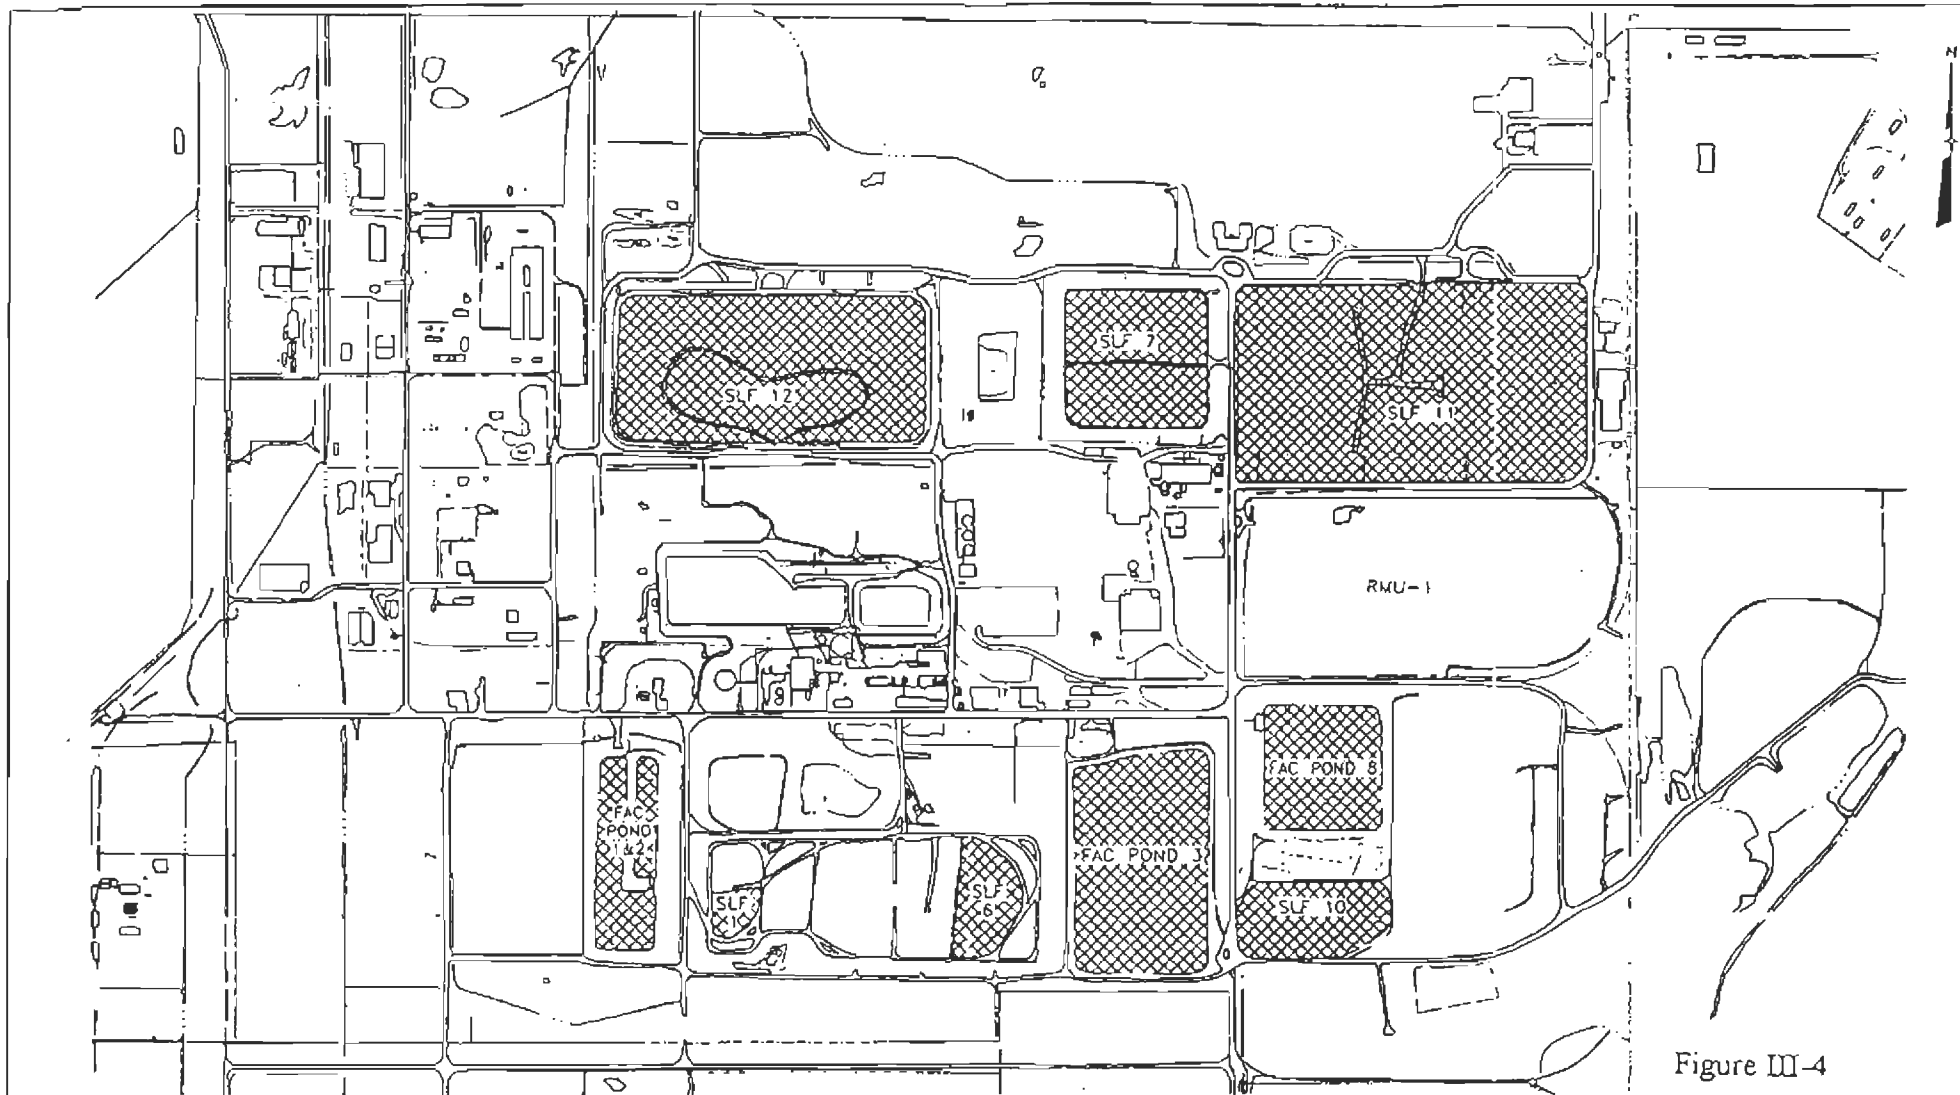 N
SLF 7
SLF 12
SLF 11
RMU-1
FAC POND 8
FAC
POND
1&2
FAC POND 3
SLF
1
SLF
6
SLF 10
Figure III-4